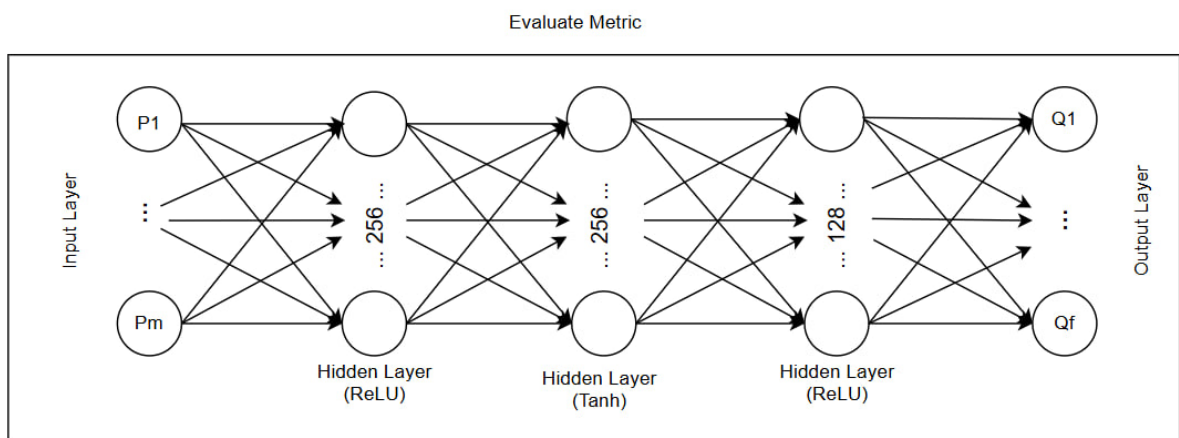 Evaluate Metric
Input Layer
P1
...
Pm
... 256 ...
Hidden Layer
(ReLU)
... 256 ...
Hidden Layer
(Tanh)
... 128 ...
Hidden Layer
(ReLU)
Q1
...
Qf
Output Layer